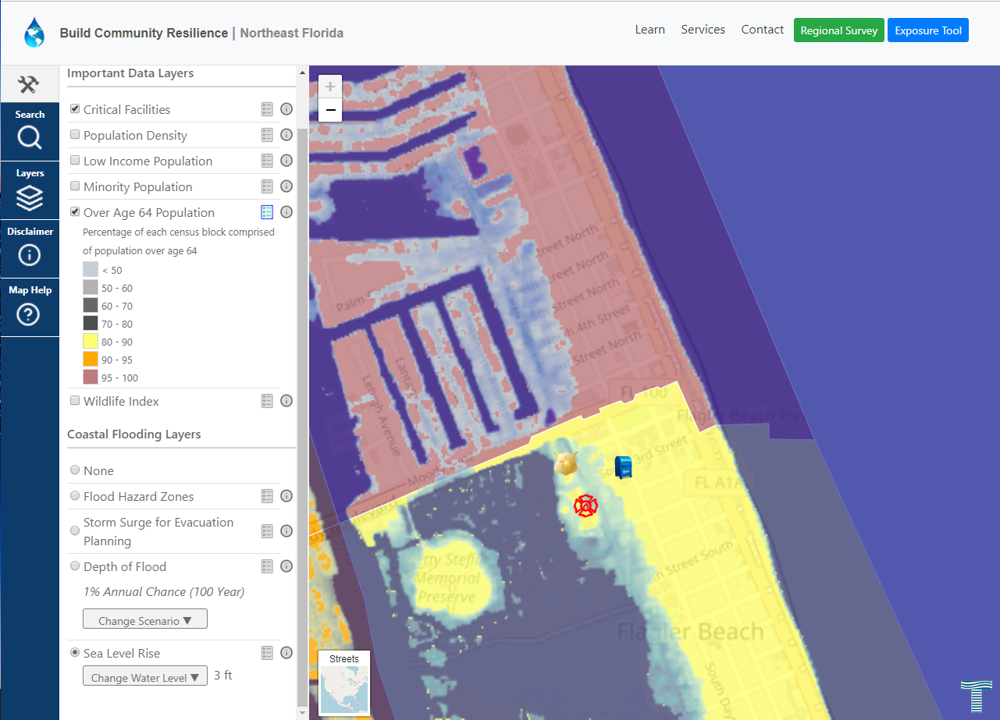 Build Community Resilience | Northeast Florida
Learn Services Contact Regional Survey Exposure Tool
Search
Layers
Disclaimer
Map Help
Important Data Layers
Critical Facilities
Population Density
Low Income Population
Minority Population
Over Age 64 Population
Percentage of each census block comprised
of population over age 64
< 50
50 - 60
60 - 70
70 - 80
80 - 90
90 - 95
95 - 100
Wildlife Index
Coastal Flooding Layers
None
Flood Hazard Zones
Storm Surge for Evacuation
Planning
Depth of Flood
1% Annual Chance (100 Year)
Change Scenario ▼
Sea Level Rise
Change Water Level ▼ 3 ft
+
−
Street North
Street North
Street North
4th Street
Street North
Palm
Lehigh Avenue
FL 100
Flagler Beach Pier
3rd Street
FL A1A
Street South
Memorial
Preserve
Flagler Beach
South Day
Streets
T